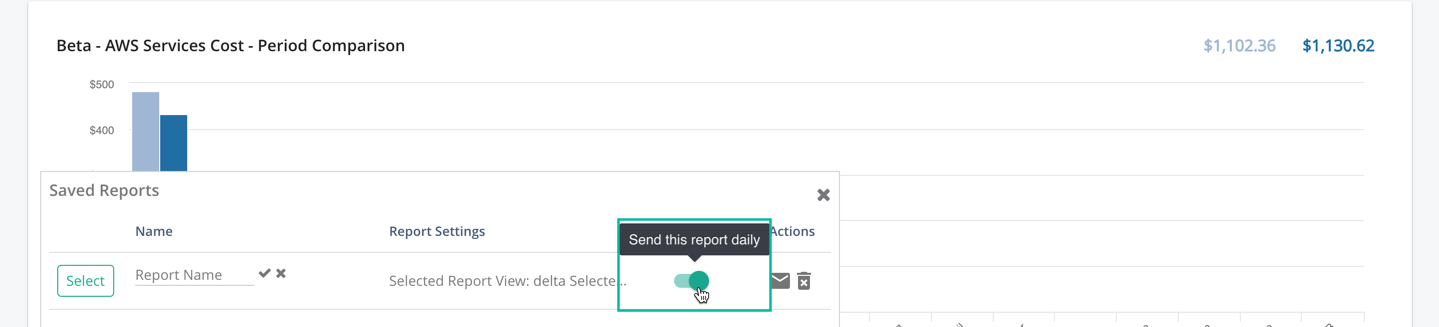 Beta - AWS Services Cost - Period Comparison
$1,102.36 $1,130.62
$500
$400
Saved Reports
Name Report Settings Actions
Send this report daily
Select Report Name Selected Report View: delta Selecte...